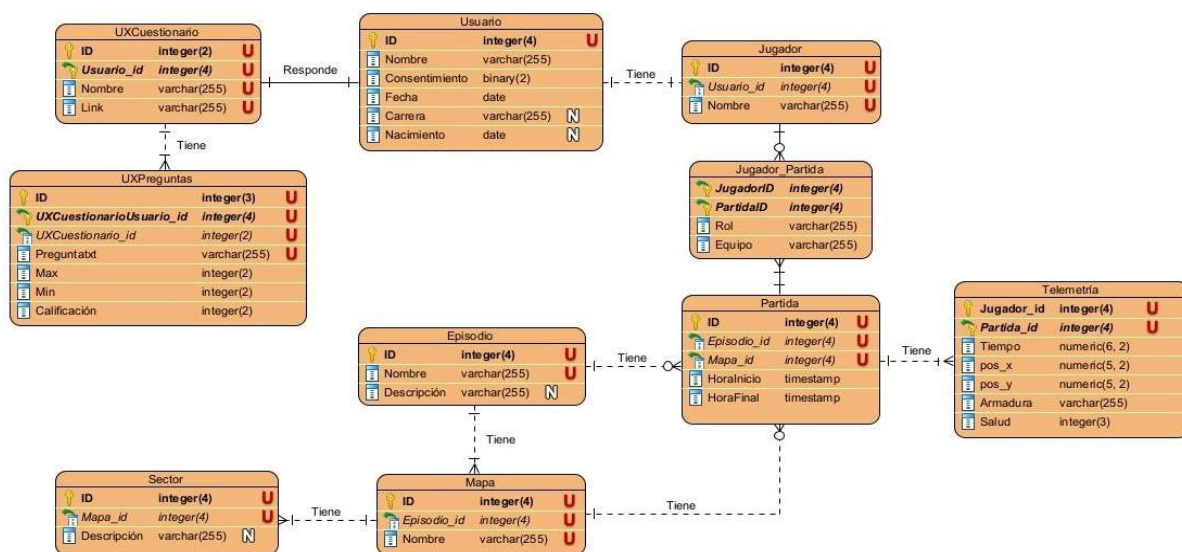 UXCuestionario
ID integer(2) U
Usuario_id integer(4) U
Nombre varchar(255) U
Link varchar(255) U
Responde
Usuario
ID integer(4) U
Nombre varchar(255)
Consentimiento binary(2)
Fecha date
Carrera varchar(255) N
Nacimiento date N
Tiene
Jugador
ID integer(4) U
Usuario_id integer(4) U
Nombre varchar(255) U
Tiene
UXPreguntas
ID integer(3) U
UXCuestionarioUsuario_id integer(4) U
UXCuestionario_id integer(2) U
Preguntatxt varchar(255) U
Max integer(2)
Min integer(2)
Calificación integer(2)
Jugador_Partida
JugadorID integer(4)
PartidaID integer(4)
Rol varchar(255)
Equipo varchar(255)
Partida
ID integer(4) U
Episodio_id integer(4) U
Mapa_id integer(4) U
HoraInicio timestamp
HoraFinal timestamp
Tiene
Telemetría
Jugador_id integer(4) U
Partida_id integer(4) U
Tiempo numeric(6, 2)
pos_x numeric(5, 2)
pos_y numeric(5, 2)
Armadura varchar(255)
Salud integer(3)
Episodio
ID integer(4) U
Nombre varchar(255) U
Descripción varchar(255) N
Tiene
Tiene
Sector
ID integer(4) U
Mapa_id integer(4) U
Descripción varchar(255) N
Tiene
Mapa
ID integer(4) U
Episodio_id integer(4) U
Nombre varchar(255) U
Tiene